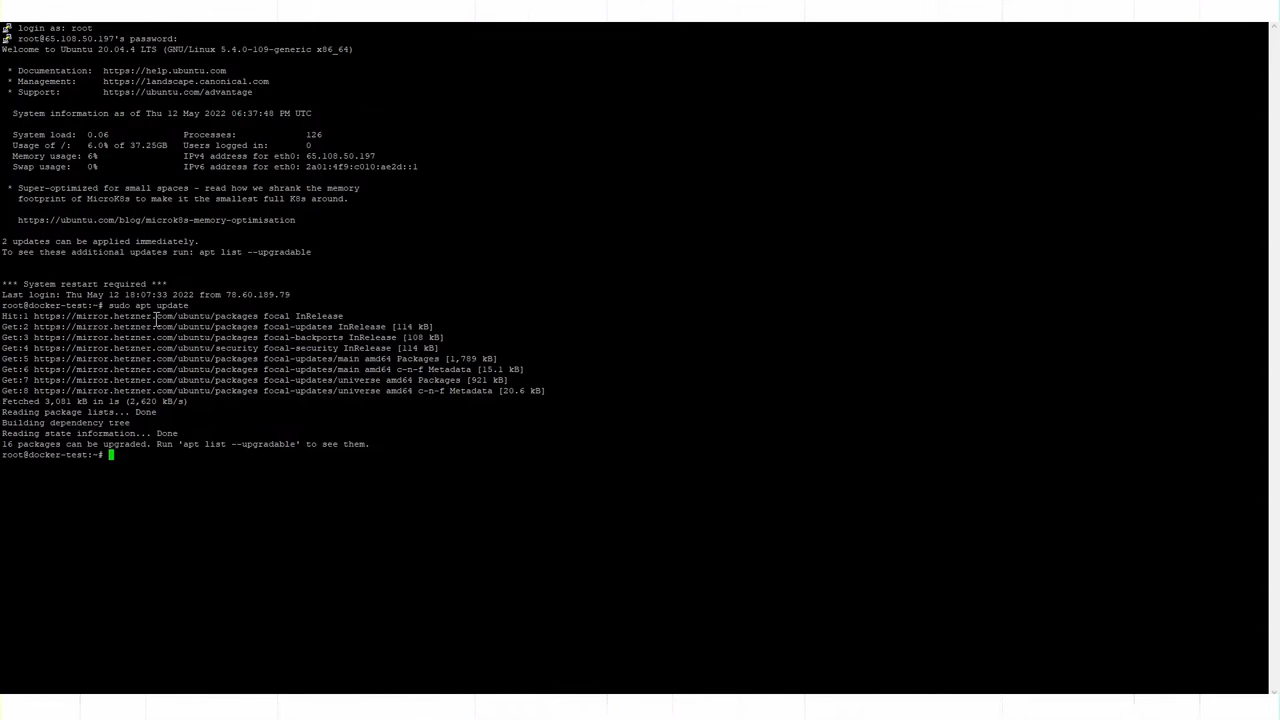 login as: root
root@65.108.50.197's password:
Welcome to Ubuntu 20.04.4 LTS (GNU/Linux 5.4.0-109-generic x86_64)
* Documentation: https://help.ubuntu.com
* Management: https://landscape.canonical.com
* Support: https://ubuntu.com/advantage
System information as of Thu 12 May 2022 06:37:48 PM UTC
System load: 0.06 Processes: 126
Usage of /: 6.0% of 37.25GB Users logged in: 0
Memory usage: 6% IPv4 address for eth0: 65.108.50.197
Swap usage: 0% IPv6 address for eth0: 2a01:4f9:c010:ae2d::1
* Super-optimized for small spaces - read how we shrank the memory
footprint of MicroK8s to make it the smallest full K8s around.
https://ubuntu.com/blog/microk8s-memory-optimisation
2 updates can be applied immediately.
To see these additional updates run: apt list --upgradable
*** System restart required ***
Last login: Thu May 12 18:07:33 2022 from 78.60.189.79
root@docker-test:~# sudo apt update
Hit:1 https://mirror.hetzner.com/ubuntu/packages focal InRelease
Get:2 https://mirror.hetzner.com/ubuntu/packages focal-updates InRelease [114 kB]
Get:3 https://mirror.hetzner.com/ubuntu/packages focal-backports InRelease [108 kB]
Get:4 https://mirror.hetzner.com/ubuntu/security focal-security InRelease [114 kB]
Get:5 https://mirror.hetzner.com/ubuntu/packages focal-updates/main amd64 Packages [1,789 kB]
Get:6 https://mirror.hetzner.com/ubuntu/packages focal-updates/main amd64 c-n-f Metadata [15.1 kB]
Get:7 https://mirror.hetzner.com/ubuntu/packages focal-updates/universe amd64 Packages [921 kB]
Get:8 https://mirror.hetzner.com/ubuntu/packages focal-updates/universe amd64 c-n-f Metadata [20.6 kB]
Fetched 3,081 kB in 1s (2,620 kB/s)
Reading package lists... Done
Building dependency tree
Reading state information... Done
16 packages can be upgraded. Run 'apt list --upgradable' to see them.
root@docker-test:~#